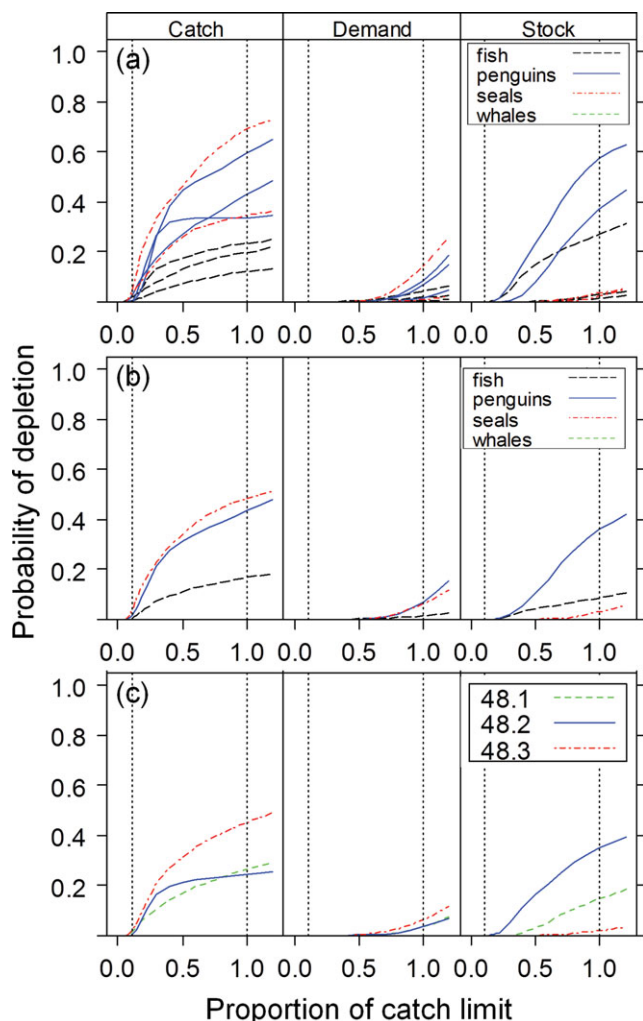 Catch Demand Stock
(a)
1.0
0.8
0.6
0.4
0.2
fish
penguins
seals
whales
0.0 0.5 1.0 0.0 0.5 1.0 0.0 0.5 1.0
(b)
1.0
0.8
0.6
0.4
0.2
fish
penguins
seals
whales
0.0 0.5 1.0 0.0 0.5 1.0 0.0 0.5 1.0
(c)
1.0
0.8
0.6
0.4
0.2
48.1
48.2
48.3
0.0 0.5 1.0 0.0 0.5 1.0 0.0 0.5 1.0
Probability of depletion
Proportion of catch limit